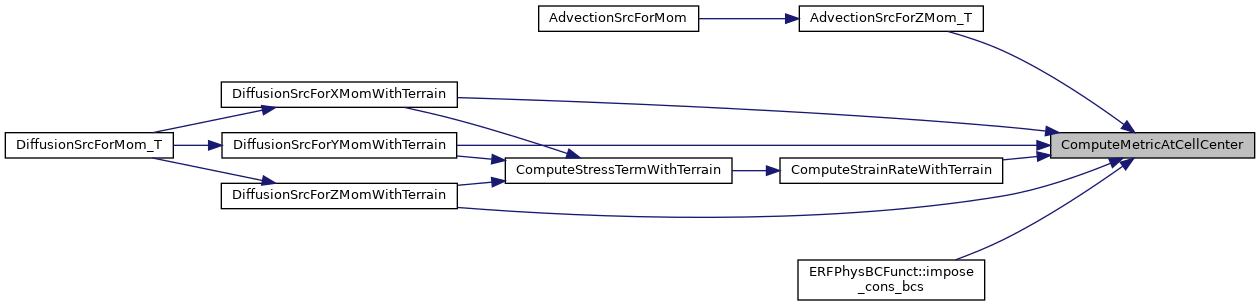 AdvectionSrcForMom
AdvectionSrcForZMom_T
DiffusionSrcForXMomWithTerrain
DiffusionSrcForMom_T
DiffusionSrcForYMomWithTerrain
ComputeMetricAtCellCenter
ComputeStressTermWithTerrain
ComputeStrainRateWithTerrain
DiffusionSrcForZMomWithTerrain
ERFPhysBCFunct::impose
_cons_bcs